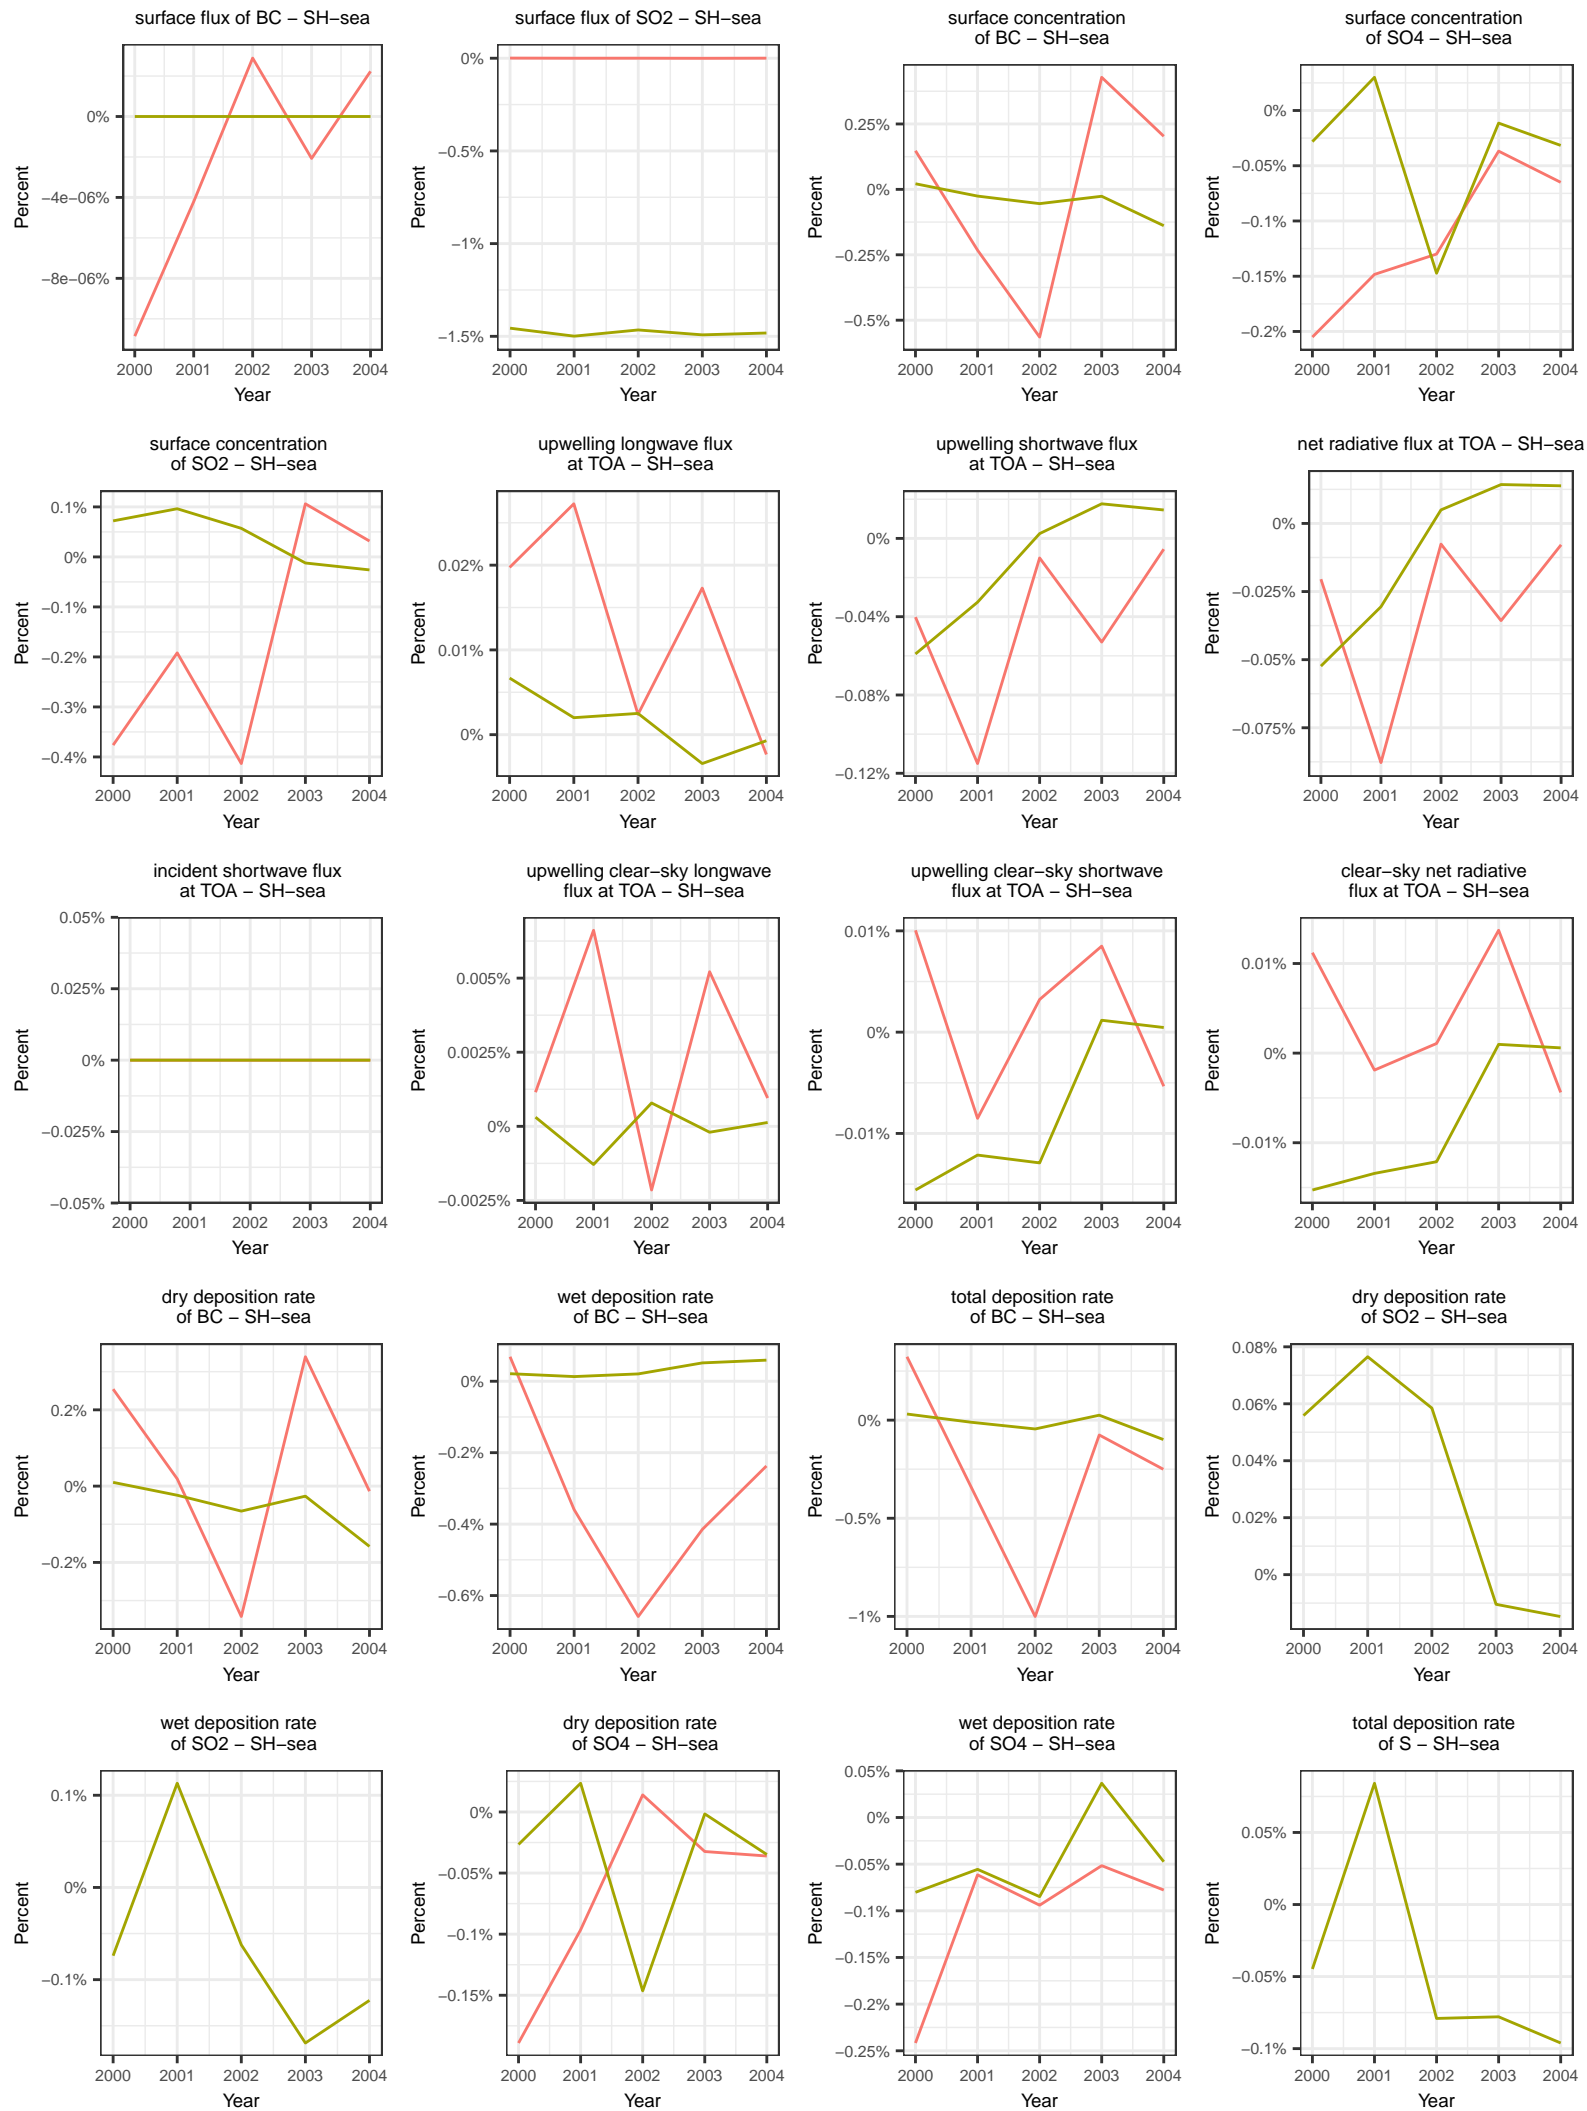 surface flux of BC − SH−sea
0%
−4e−06%
−8e−06%
Percent
2000 2001 2002 2003 2004
Year
surface flux of SO2 − SH−sea
0%
−0.5%
−1%
−1.5%
Percent
2000 2001 2002 2003 2004
Year
surface concentration
of BC − SH−sea
0.25%
0%
−0.25%
−0.5%
Percent
2000 2001 2002 2003 2004
Year
surface concentration
of SO4 − SH−sea
0%
−0.05%
−0.1%
−0.15%
−0.2%
Percent
2000 2001 2002 2003 2004
Year
surface concentration
of SO2 − SH−sea
0.1%
0%
−0.1%
−0.2%
−0.3%
−0.4%
Percent
2000 2001 2002 2003 2004
Year
upwelling longwave flux
at TOA − SH−sea
0.02%
0.01%
0%
Percent
2000 2001 2002 2003 2004
Year
upwelling shortwave flux
at TOA − SH−sea
0%
−0.04%
−0.08%
−0.12%
Percent
2000 2001 2002 2003 2004
Year
net radiative flux at TOA − SH−sea
0%
−0.025%
−0.05%
−0.075%
Percent
2000 2001 2002 2003 2004
Year
incident shortwave flux
at TOA − SH−sea
0.05%
0.025%
0%
−0.025%
−0.05%
Percent
2000 2001 2002 2003 2004
Year
upwelling clear−sky longwave
flux at TOA − SH−sea
0.005%
0.0025%
0%
−0.0025%
Percent
2000 2001 2002 2003 2004
Year
upwelling clear−sky shortwave
flux at TOA − SH−sea
0.01%
0%
−0.01%
Percent
2000 2001 2002 2003 2004
Year
clear−sky net radiative
flux at TOA − SH−sea
0.01%
0%
−0.01%
Percent
2000 2001 2002 2003 2004
Year
dry deposition rate
of BC − SH−sea
0.2%
0%
−0.2%
Percent
2000 2001 2002 2003 2004
Year
wet deposition rate
of BC − SH−sea
0%
−0.2%
−0.4%
−0.6%
Percent
2000 2001 2002 2003 2004
Year
total deposition rate
of BC − SH−sea
0%
−0.5%
−1%
Percent
2000 2001 2002 2003 2004
Year
dry deposition rate
of SO2 − SH−sea
0.08%
0.06%
0.04%
0.02%
0%
Percent
2000 2001 2002 2003 2004
Year
wet deposition rate
of SO2 − SH−sea
0.1%
0%
−0.1%
Percent
2000 2001 2002 2003 2004
Year
dry deposition rate
of SO4 − SH−sea
0%
−0.05%
−0.1%
−0.15%
Percent
2000 2001 2002 2003 2004
Year
wet deposition rate
of SO4 − SH−sea
0.05%
0%
−0.05%
−0.1%
−0.15%
−0.2%
−0.25%
Percent
2000 2001 2002 2003 2004
Year
total deposition rate
of S − SH−sea
0.05%
0%
−0.05%
−0.1%
Percent
2000 2001 2002 2003 2004
Year